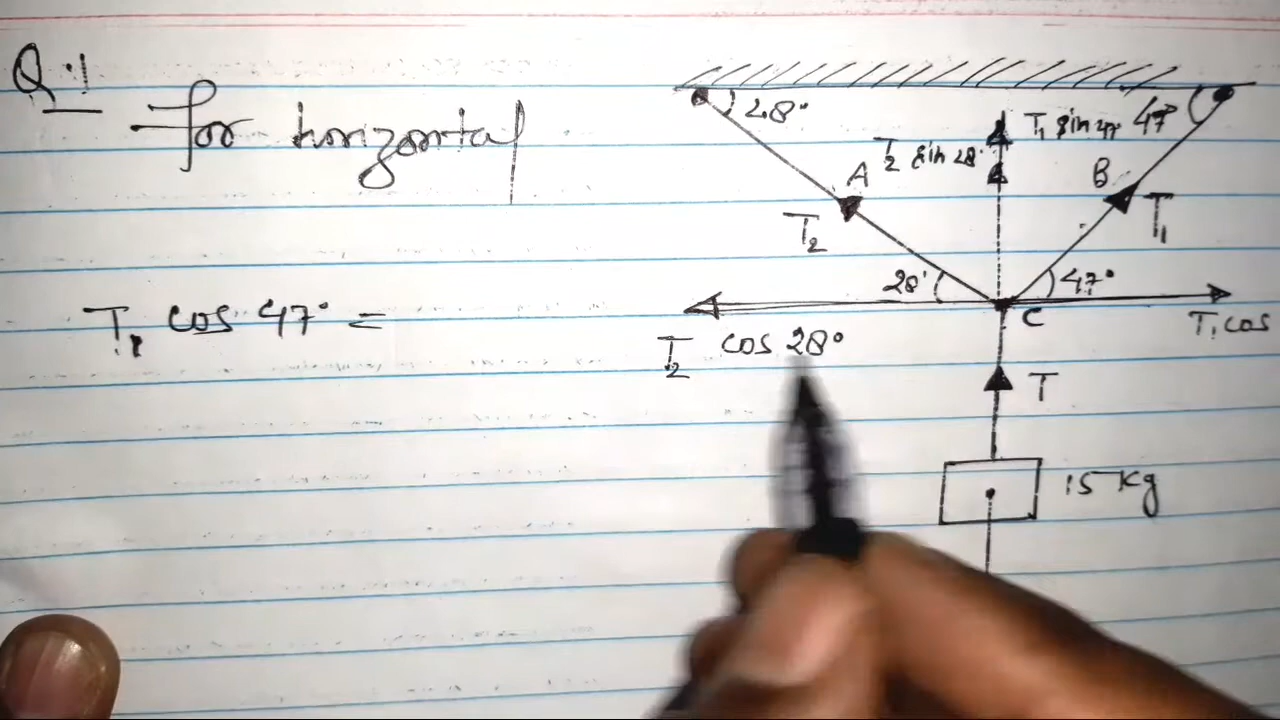 Q:1
For horizontal
28°
47°
T₁ sin 47°
T₂ sin 28°
A
B
T₂
T₁
28°
47°
T₁ cos 47° =
C
T₁ cos
T₂ cos 28°
T
15 Kg